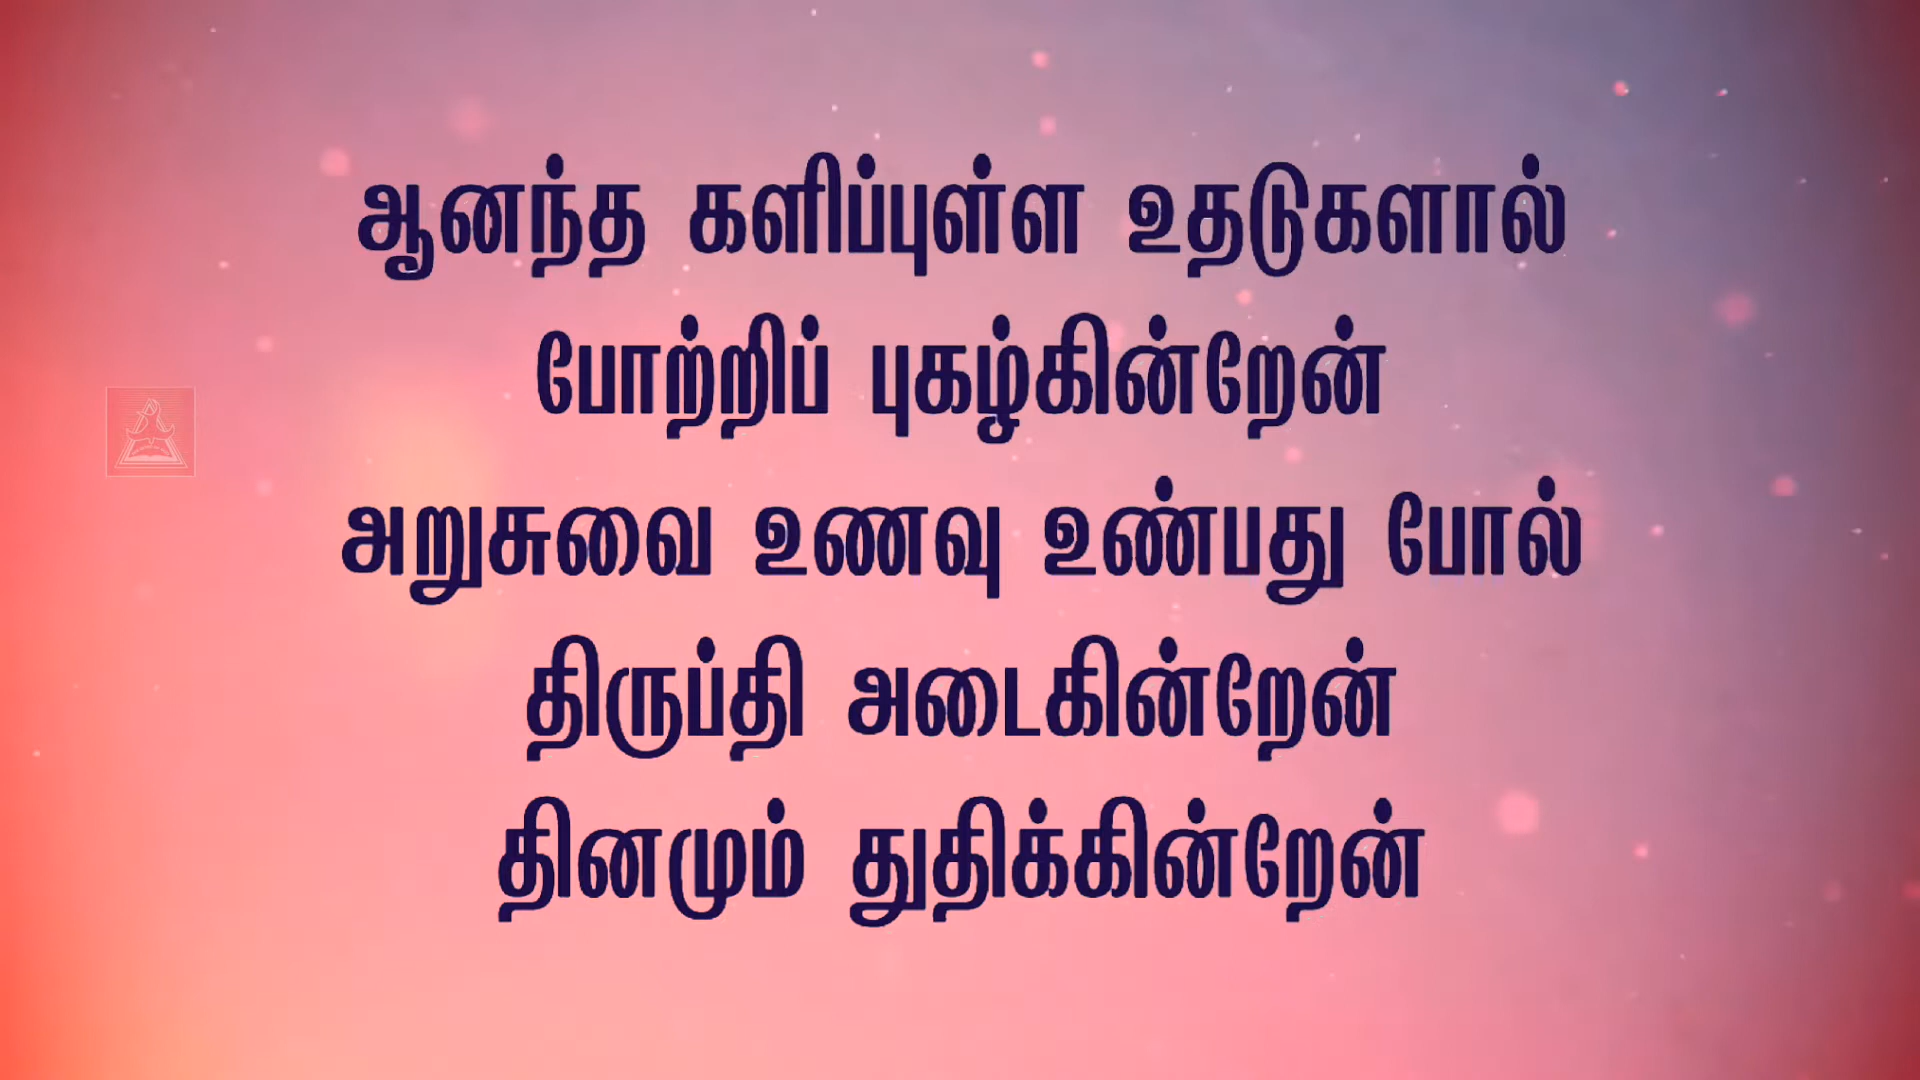 ஆனந்த களிப்புள்ள உதடுகளால்
போற்றிப் புகழ்கின்றேன்
அறுசுவை உணவு உண்பது போல்
திருப்தி அடைகின்றேன்
தினமும் துதிக்கின்றேன்